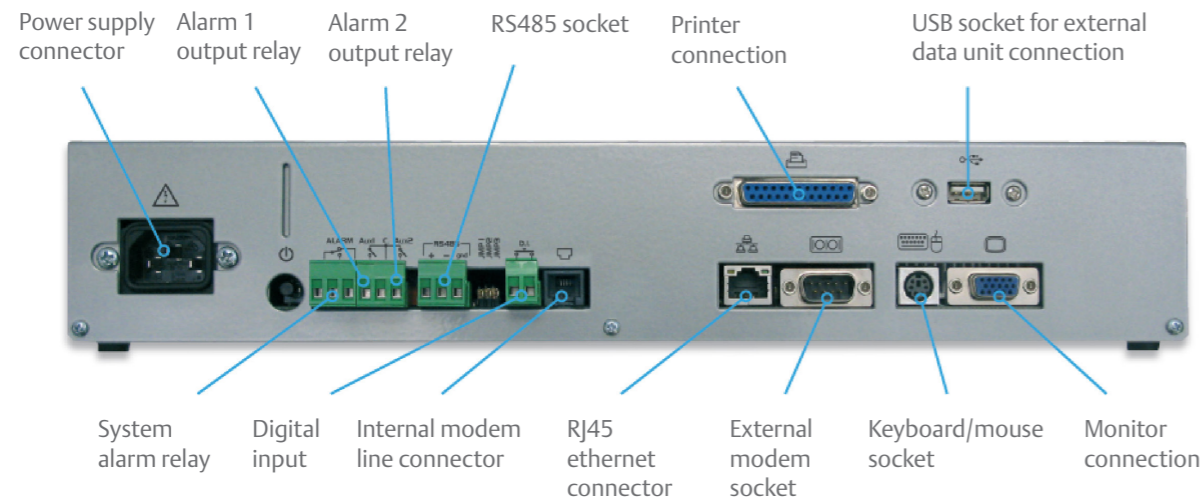 Power supply
connector
Alarm 1
output relay
Alarm 2
output relay
RS485 socket
Printer
connection
USB socket for external
data unit connection
ALARM Aux1 C Aux2
RS485
+ − gnd
D.I.
System
alarm relay
Digital
input
Internal modem
line connector
RJ45
ethernet
connector
External
modem
socket
Keyboard/mouse
socket
Monitor
connection